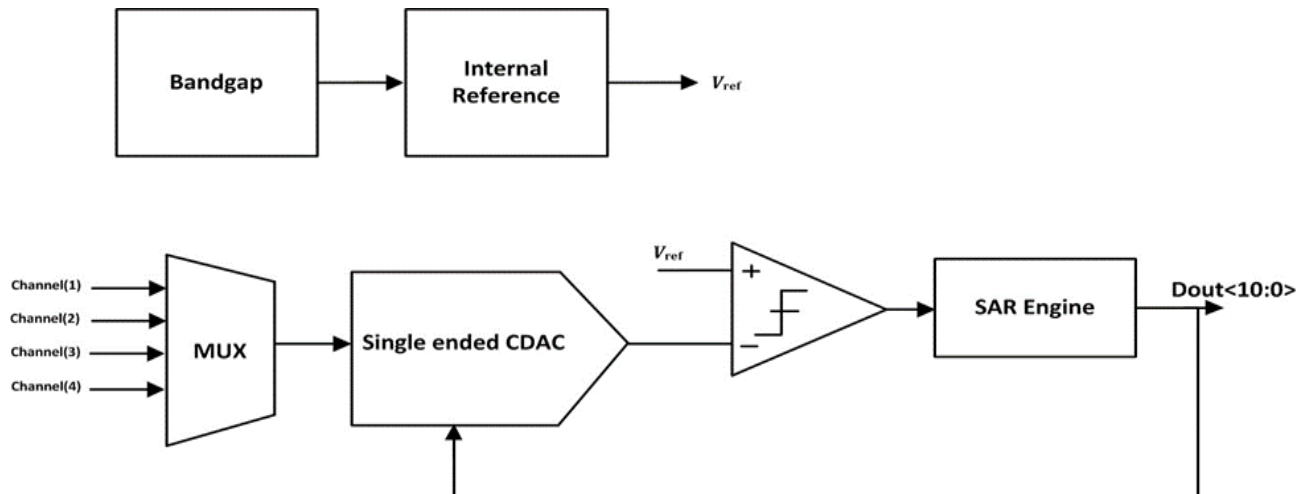 Bandgap
Internal
Reference
Vref
Channel(1)
Channel(2)
Channel(3)
Channel(4)
MUX
Single ended CDAC
Vref
+
−
SAR Engine
Dout<10:0>